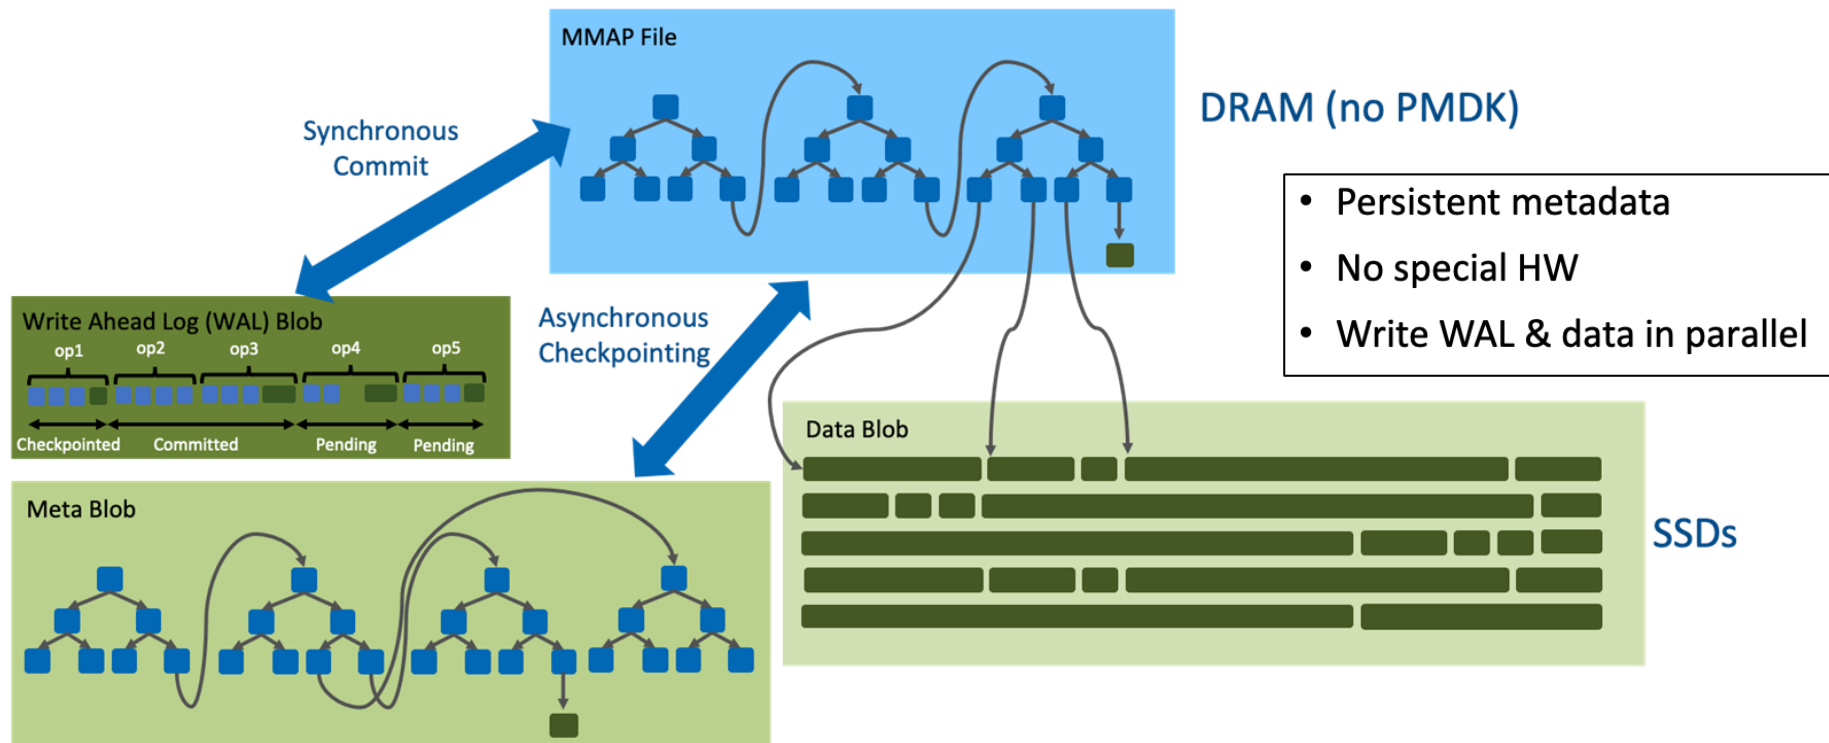 MMAP File
DRAM (no PMDK)
Synchronous
Commit
• Persistent metadata
• No special HW
• Write WAL & data in parallel
Write Ahead Log (WAL) Blob
op1 op2 op3 op4 op5
Checkpointed Committed Pending Pending
Asynchronous
Checkpointing
Data Blob
SSDs
Meta Blob